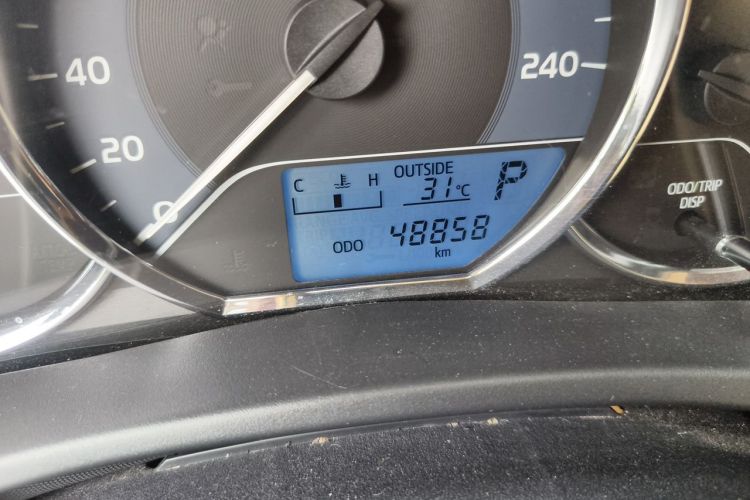 40
20
0
240
C H OUTSIDE
31°C P
ODO 48858
km
ODO/TRIP
DISP